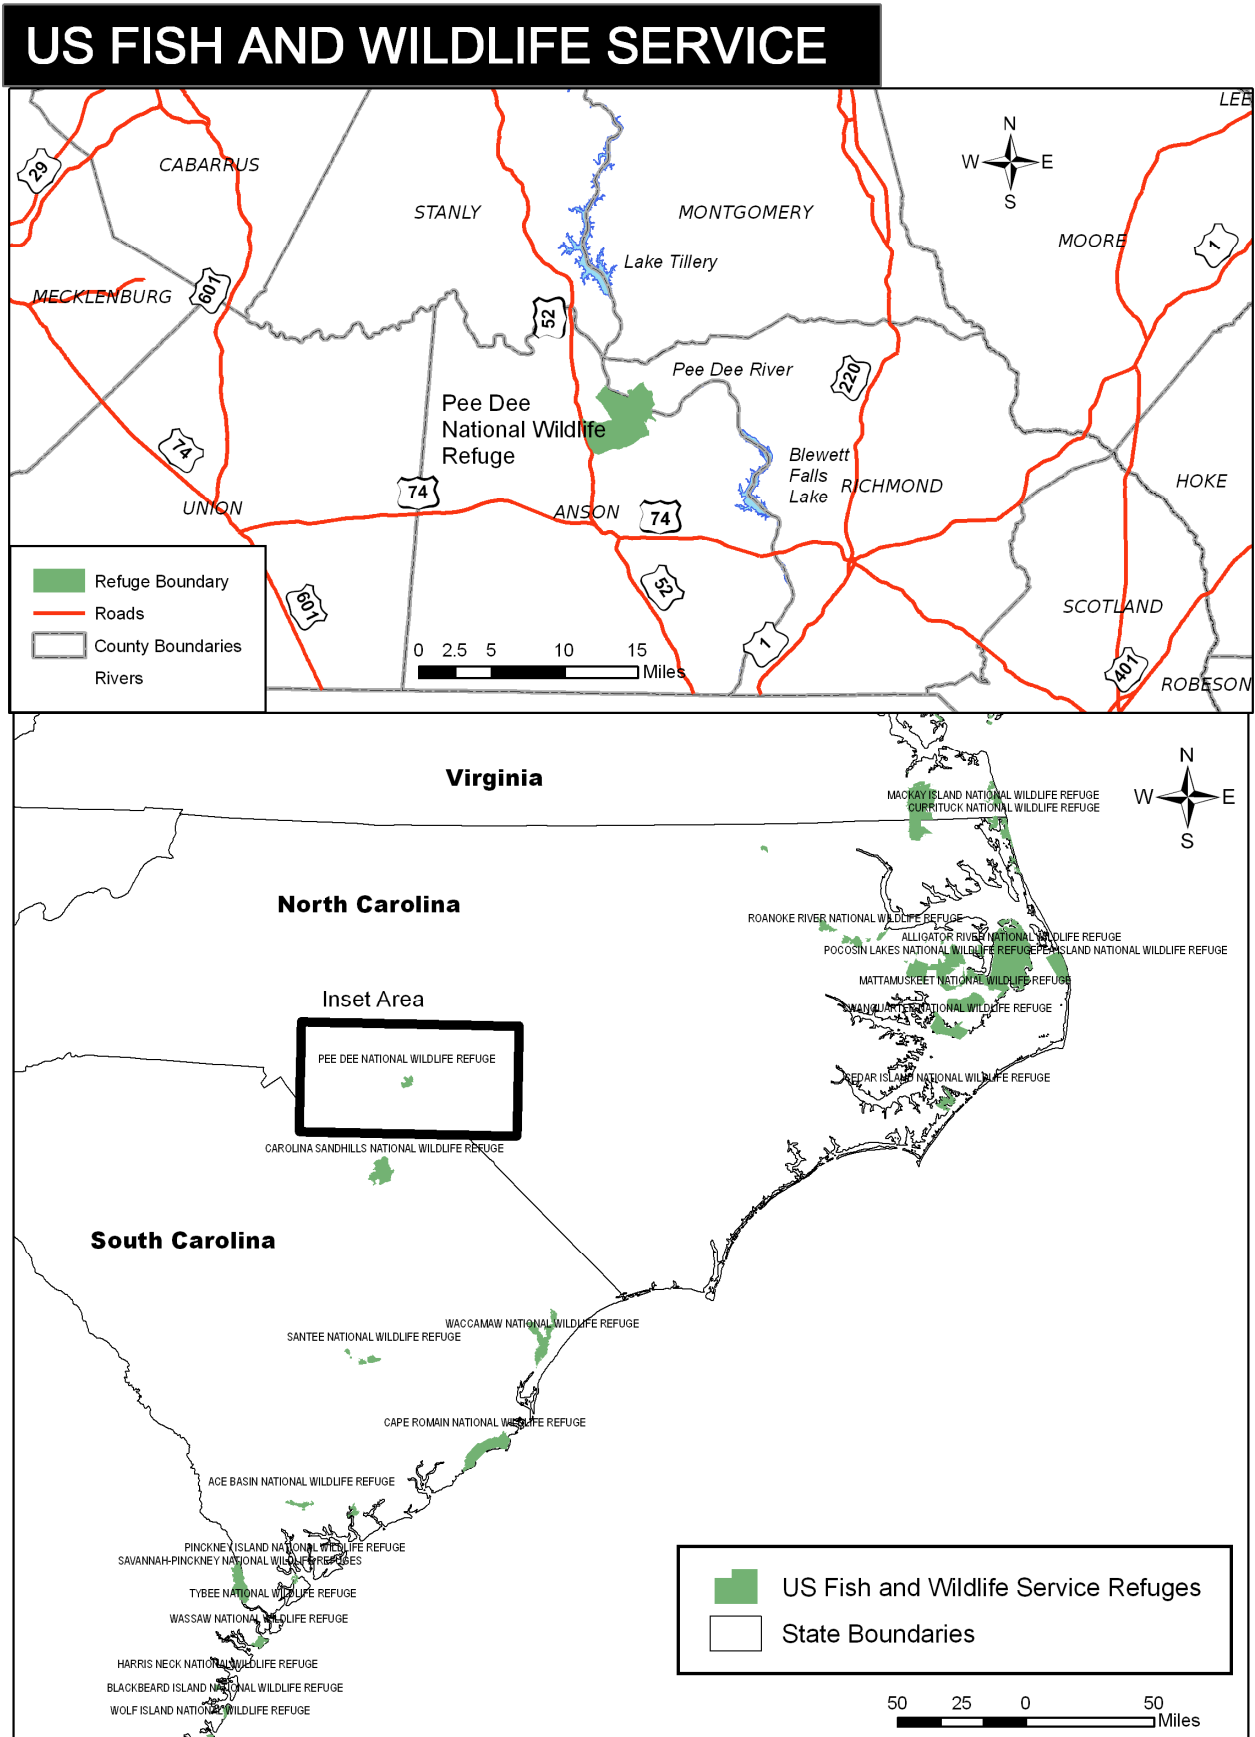 US FISH AND WILDLIFE SERVICE
LEE
N
W E
S
29
CABARRUS
STANLY
MONTGOMERY
MOORE
1
Lake Tillery
MECKLENBURG
601
52
Pee Dee River
220
Pee Dee
National Wildlife
Refuge
74
Blewett
Falls
Lake
RICHMOND
HOKE
74
UNION
ANSON
74
Refuge Boundary
Roads
County Boundaries
Rivers
601
52
SCOTLAND
1
401
ROBESON
0 2.5 5 10 15
Miles
Virginia
N
W E
S
MACKAY ISLAND NATIONAL WILDLIFE REFUGE
CURRITUCK NATIONAL WILDLIFE REFUGE
North Carolina
ROANOKE RIVER NATIONAL WILDLIFE REFUGE
ALLIGATOR RIVER NATIONAL WILDLIFE REFUGE
POCOSIN LAKES NATIONAL WILDLIFE REFUGE
ISLAND NATIONAL WILDLIFE REFUGE
MATTAMUSKEET NATIONAL WILDLIFE REFUGE
SWANQUARTER NATIONAL WILDLIFE REFUGE
Inset Area
PEE DEE NATIONAL WILDLIFE REFUGE
CEDAR ISLAND NATIONAL WILDLIFE REFUGE
CAROLINA SANDHILLS NATIONAL WILDLIFE REFUGE
South Carolina
WACCAMAW NATIONAL WILDLIFE REFUGE
SANTEE NATIONAL WILDLIFE REFUGE
CAPE ROMAIN NATIONAL WILDLIFE REFUGE
ACE BASIN NATIONAL WILDLIFE REFUGE
PINCKNEY ISLAND NATIONAL WILDLIFE REFUGE
SAVANNAH-PINCKNEY NATIONAL WILDLIFE REFUGES
TYBEE NATIONAL WILDLIFE REFUGE
WASSAW NATIONAL WILDLIFE REFUGE
HARRIS NECK NATIONAL WILDLIFE REFUGE
BLACKBEARD ISLAND NATIONAL WILDLIFE REFUGE
WOLF ISLAND NATIONAL WILDLIFE REFUGE
US Fish and Wildlife Service Refuges
State Boundaries
50 25 0 50
Miles